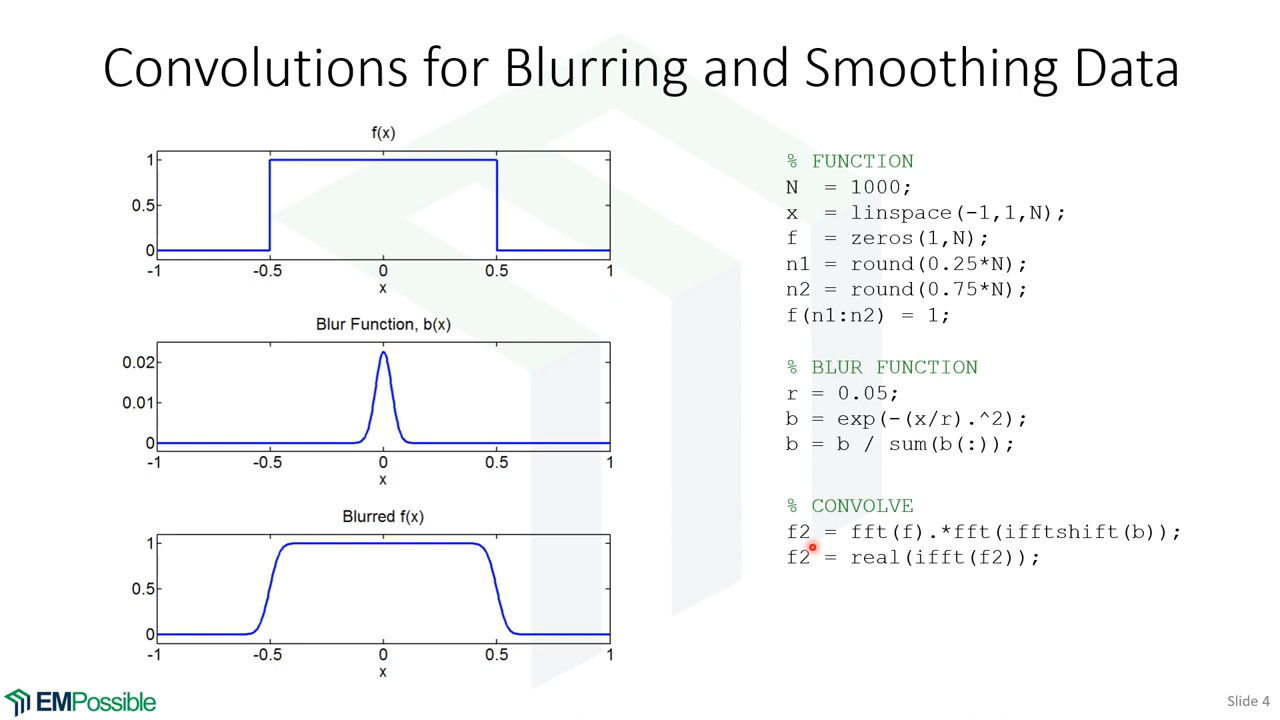 Convolutions for Blurring and Smoothing Data
f(x)
1
0.5
0
-1 -0.5 0 0.5 1
x
Blur Function, b(x)
0.02
0.01
0
-1 -0.5 0 0.5 1
x
Blurred f(x)
1
0.5
0
-1 -0.5 0 0.5 1
x
% FUNCTION
N  = 1000;
x  = linspace(-1,1,N);
f  = zeros(1,N);
n1 = round(0.25*N);
n2 = round(0.75*N);
f(n1:n2) = 1;
% BLUR FUNCTION
r = 0.05;
b = exp(-(x/r).^2);
b = b / sum(b(:));
% CONVOLVE
f2 = fft(f).*fft(ifftshift(b));
f2 = real(ifft(f2));
EMPossible
Slide 4